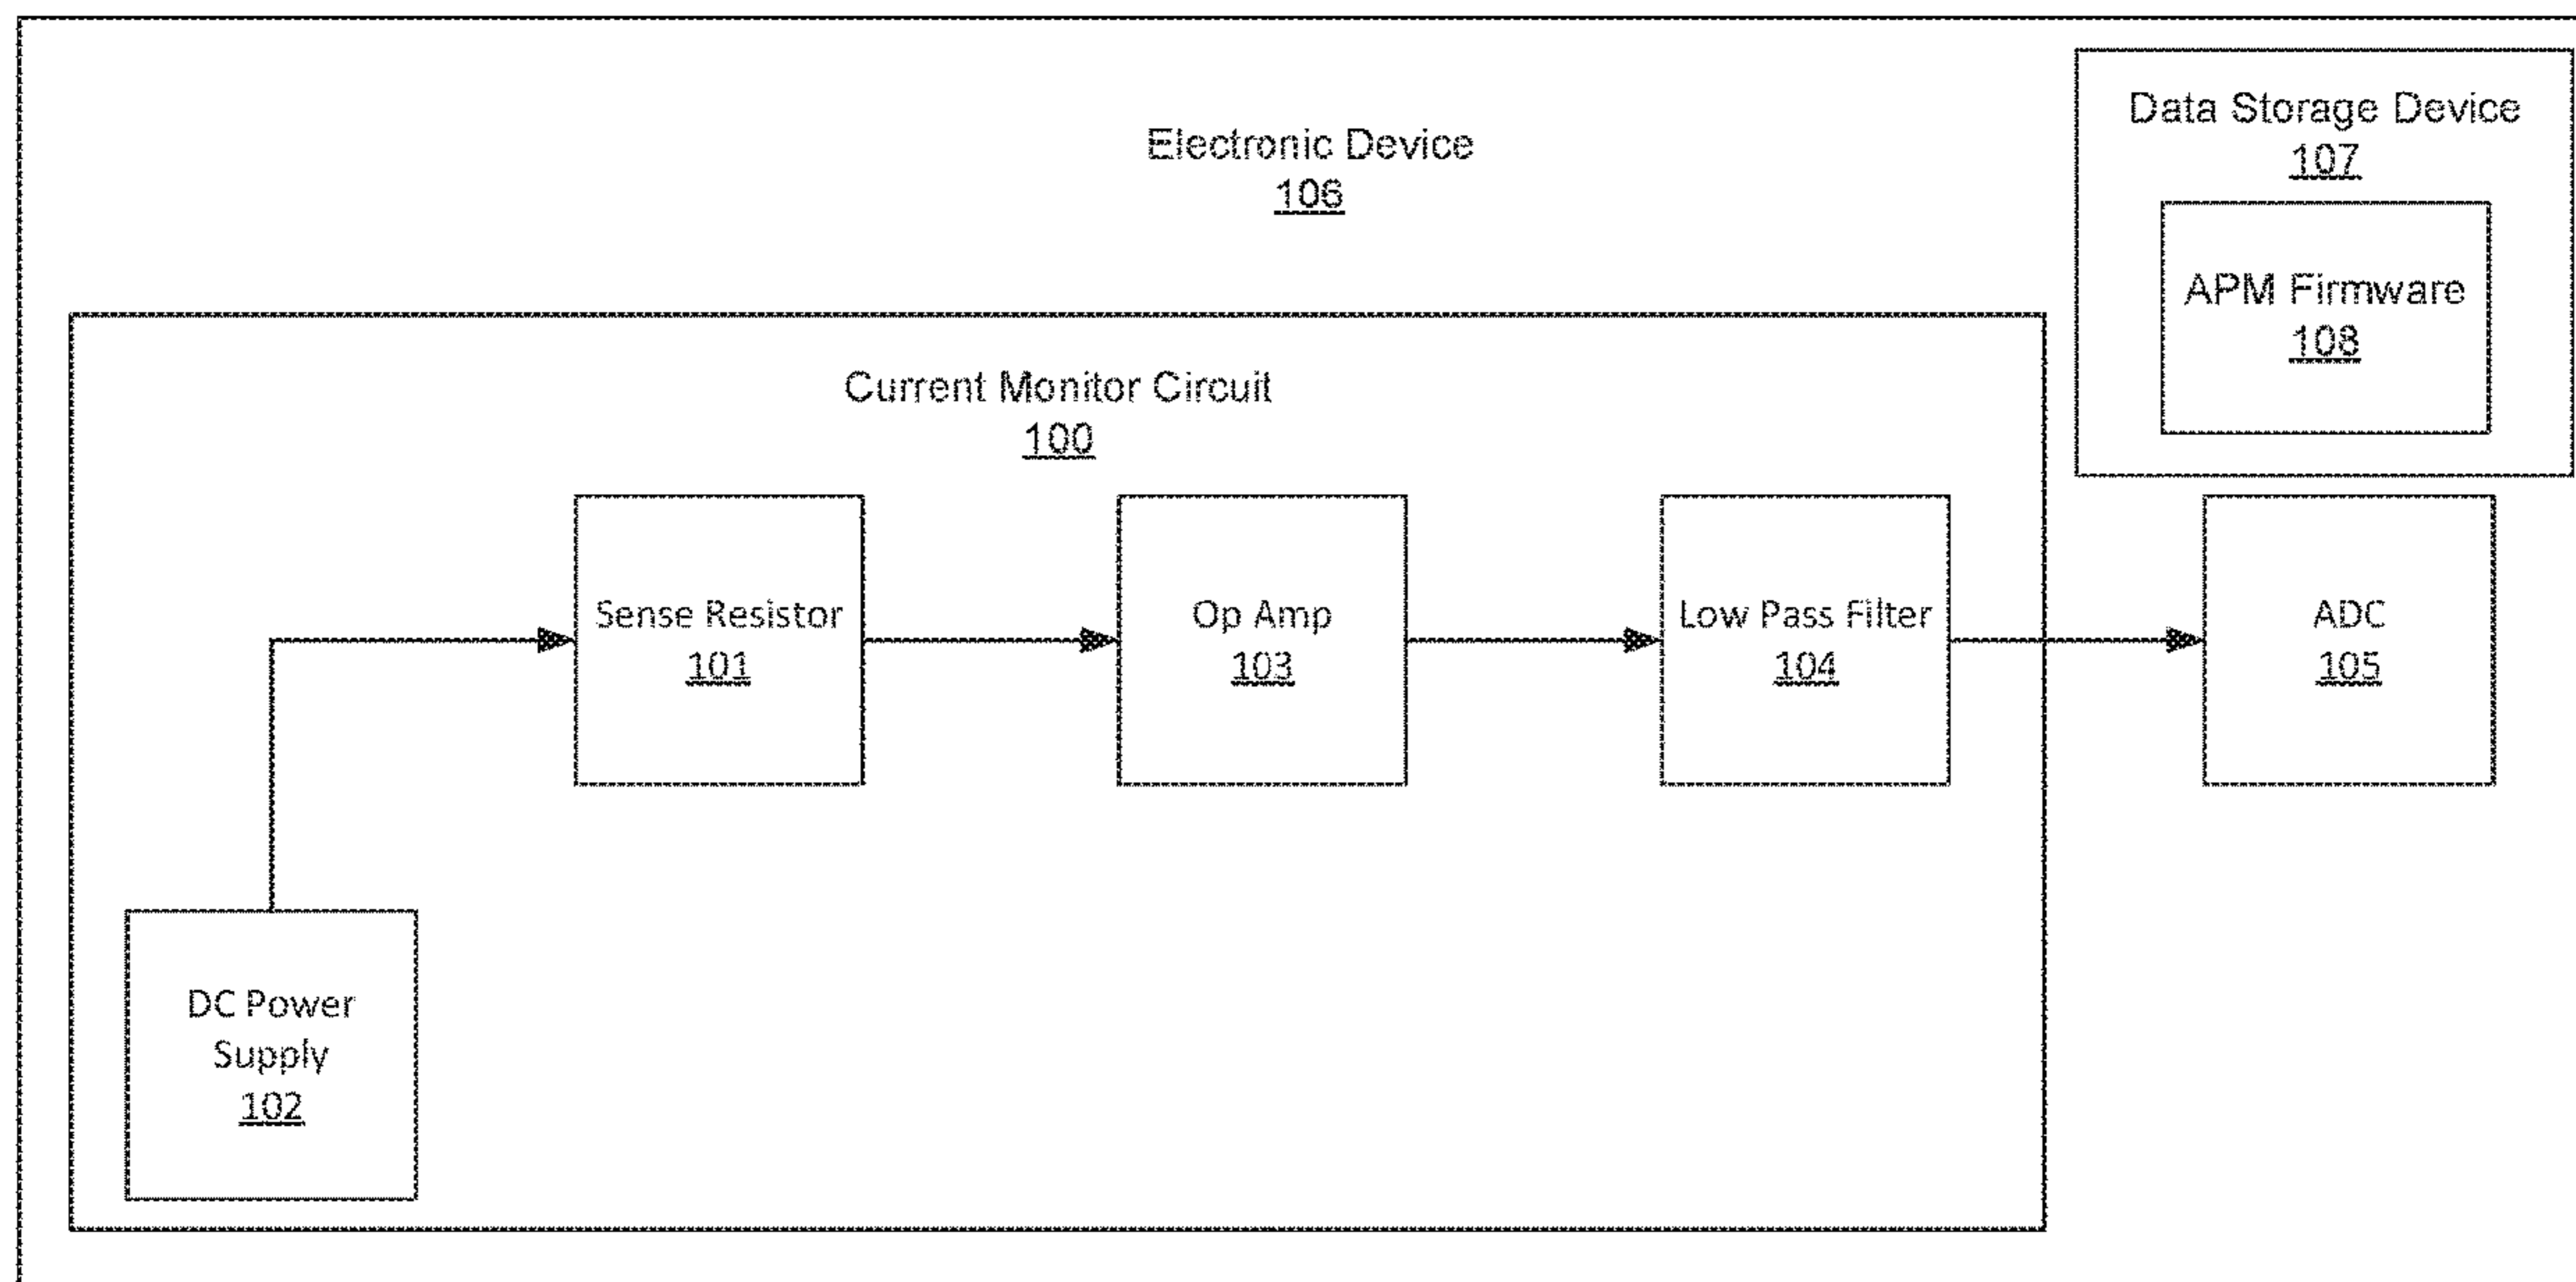 Electronic Device
106
Data Storage Device
107
APM Firmware
108
Current Monitor Circuit
100
Sense Resistor
101
Op Amp
103
Low Pass Filter
104
ADC
105
DC Power
Supply
102